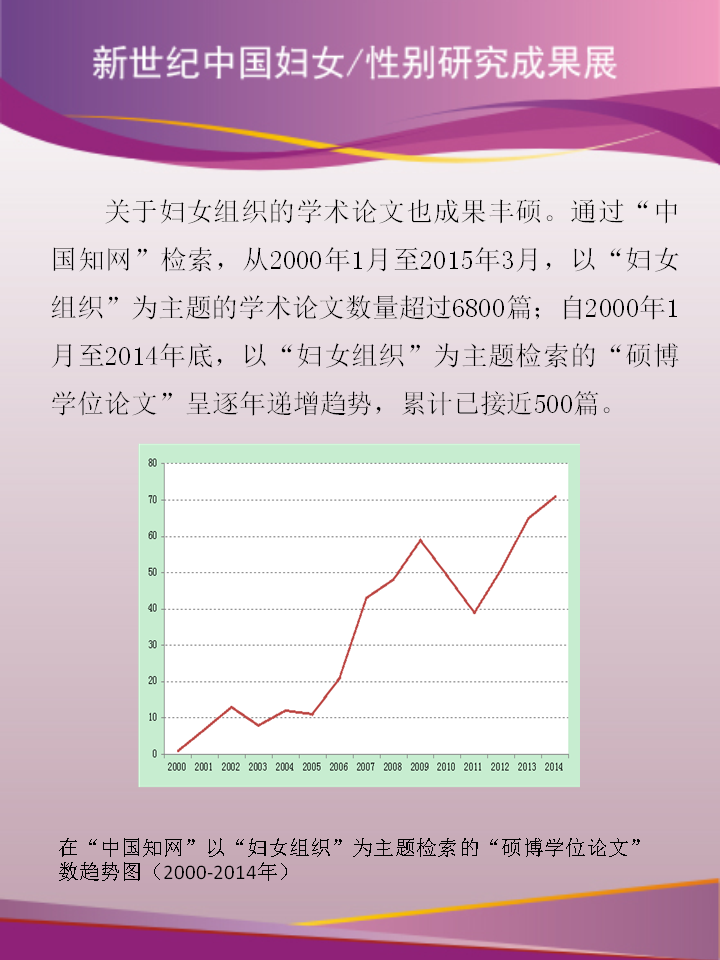 新世纪中国妇女/性别研究成果展
关于妇女组织的学术论文也成果丰硕。通过“中
国知网”检索，从2000年1月至2015年3月，以“妇女
组织”为主题的学术论文数量超过6800篇；自2000年1
月至2014年底，以“妇女组织”为主题检索的“硕博
学位论文”呈逐年递增趋势，累计已接近500篇。
80
70
60
50
40
30
20
10
0
2000 2001 2002 2003 2004 2005 2006 2007 2008 2009 2010 2011 2012 2013 2014
在“中国知网”以“妇女组织”为主题检索的“硕博学位论文”
数趋势图（2000-2014年）